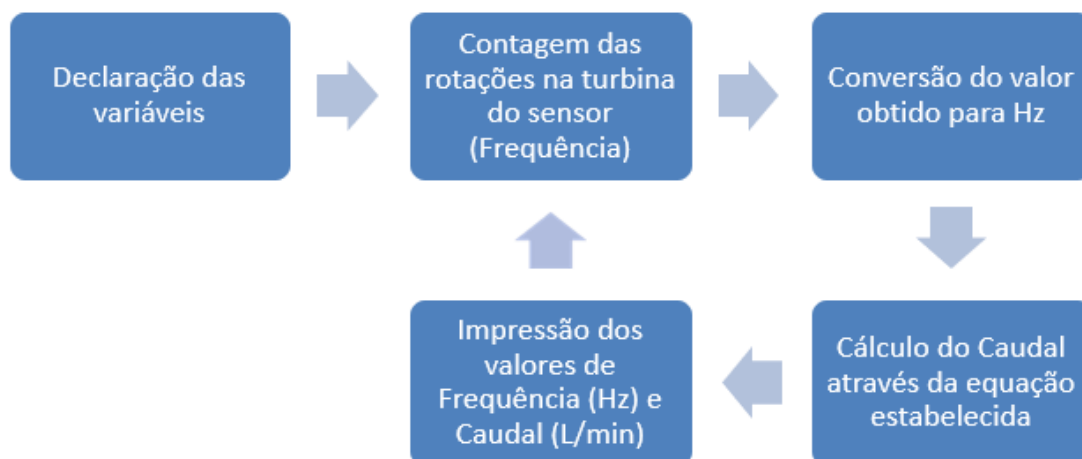 Declaração das
variáveis
Contagem das
rotações na turbina
do sensor
(Frequência)
Conversão do valor
obtido para Hz
Cálculo do Caudal
através da equação
estabelecida
Impressão dos
valores de
Frequência (Hz) e
Caudal (L/min)